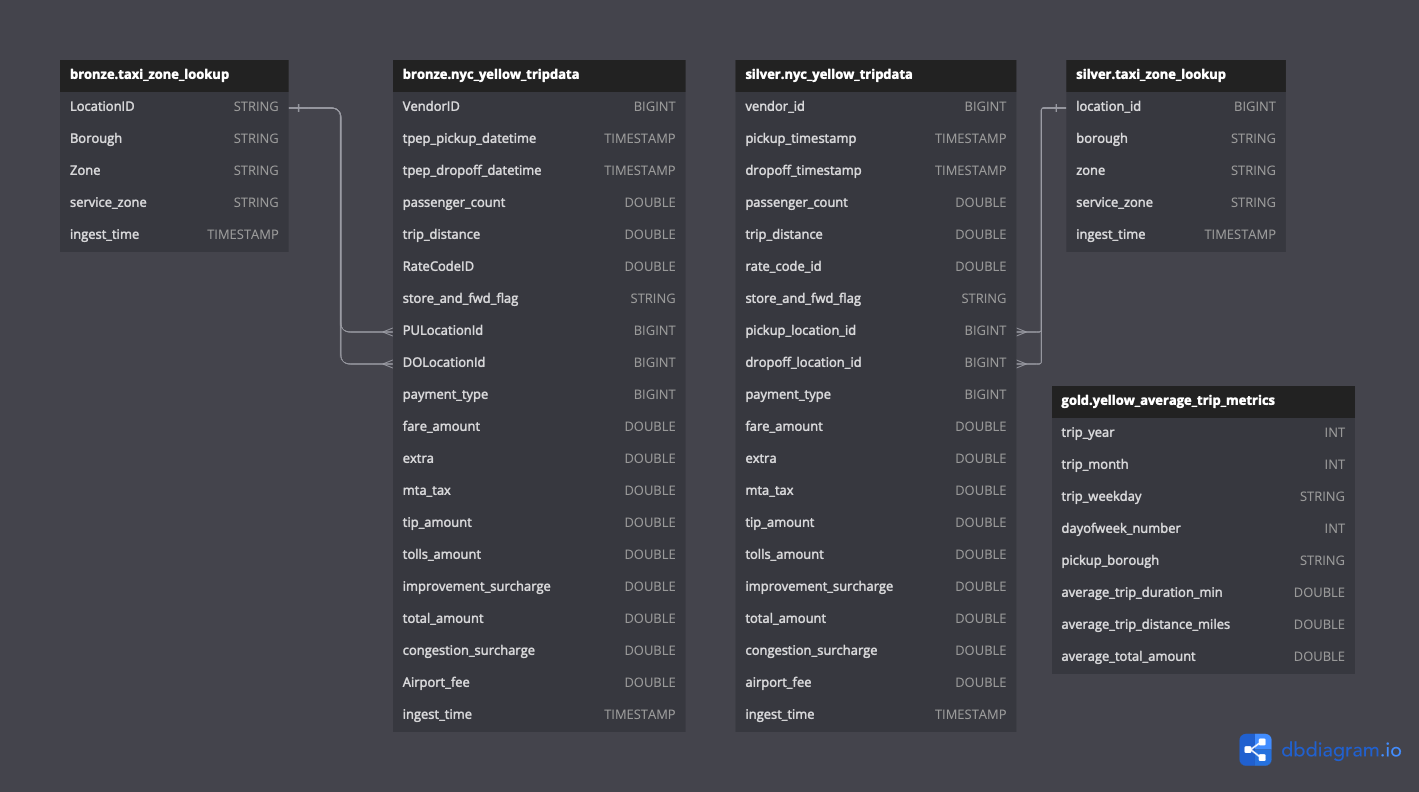 bronze.taxi_zone_lookup
LocationID STRING
Borough STRING
Zone STRING
service_zone STRING
ingest_time TIMESTAMP
bronze.nyc_yellow_tripdata
VendorID BIGINT
tpep_pickup_datetime TIMESTAMP
tpep_dropoff_datetime TIMESTAMP
passenger_count DOUBLE
trip_distance DOUBLE
RateCodeID DOUBLE
store_and_fwd_flag STRING
PULocationId BIGINT
DOLocationId BIGINT
payment_type BIGINT
fare_amount DOUBLE
extra DOUBLE
mta_tax DOUBLE
tip_amount DOUBLE
tolls_amount DOUBLE
improvement_surcharge DOUBLE
total_amount DOUBLE
congestion_surcharge DOUBLE
Airport_fee DOUBLE
ingest_time TIMESTAMP
silver.nyc_yellow_tripdata
vendor_id BIGINT
pickup_timestamp TIMESTAMP
dropoff_timestamp TIMESTAMP
passenger_count DOUBLE
trip_distance DOUBLE
rate_code_id DOUBLE
store_and_fwd_flag STRING
pickup_location_id BIGINT
dropoff_location_id BIGINT
payment_type BIGINT
fare_amount DOUBLE
extra DOUBLE
mta_tax DOUBLE
tip_amount DOUBLE
tolls_amount DOUBLE
improvement_surcharge DOUBLE
total_amount DOUBLE
congestion_surcharge DOUBLE
airport_fee DOUBLE
ingest_time TIMESTAMP
silver.taxi_zone_lookup
location_id BIGINT
borough STRING
zone STRING
service_zone STRING
ingest_time TIMESTAMP
gold.yellow_average_trip_metrics
trip_year INT
trip_month INT
trip_weekday STRING
dayofweek_number INT
pickup_borough STRING
average_trip_duration_min DOUBLE
average_trip_distance_miles DOUBLE
average_total_amount DOUBLE
dbdiagram.io